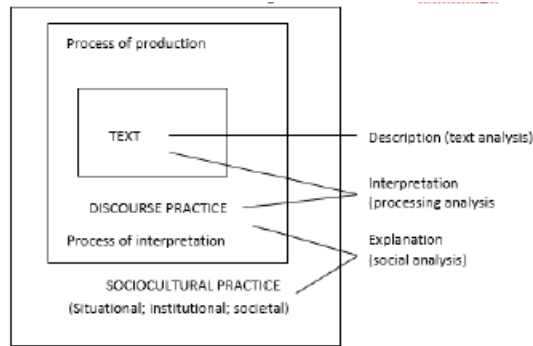 Process of production
TEXT
Description (text analysis)
Interpretation
(processing analysis
DISCOURSE PRACTICE
Process of interpretation
Explanation
(social analysis)
SOCIOCULTURAL PRACTICE
(Situational; institutional; societal)